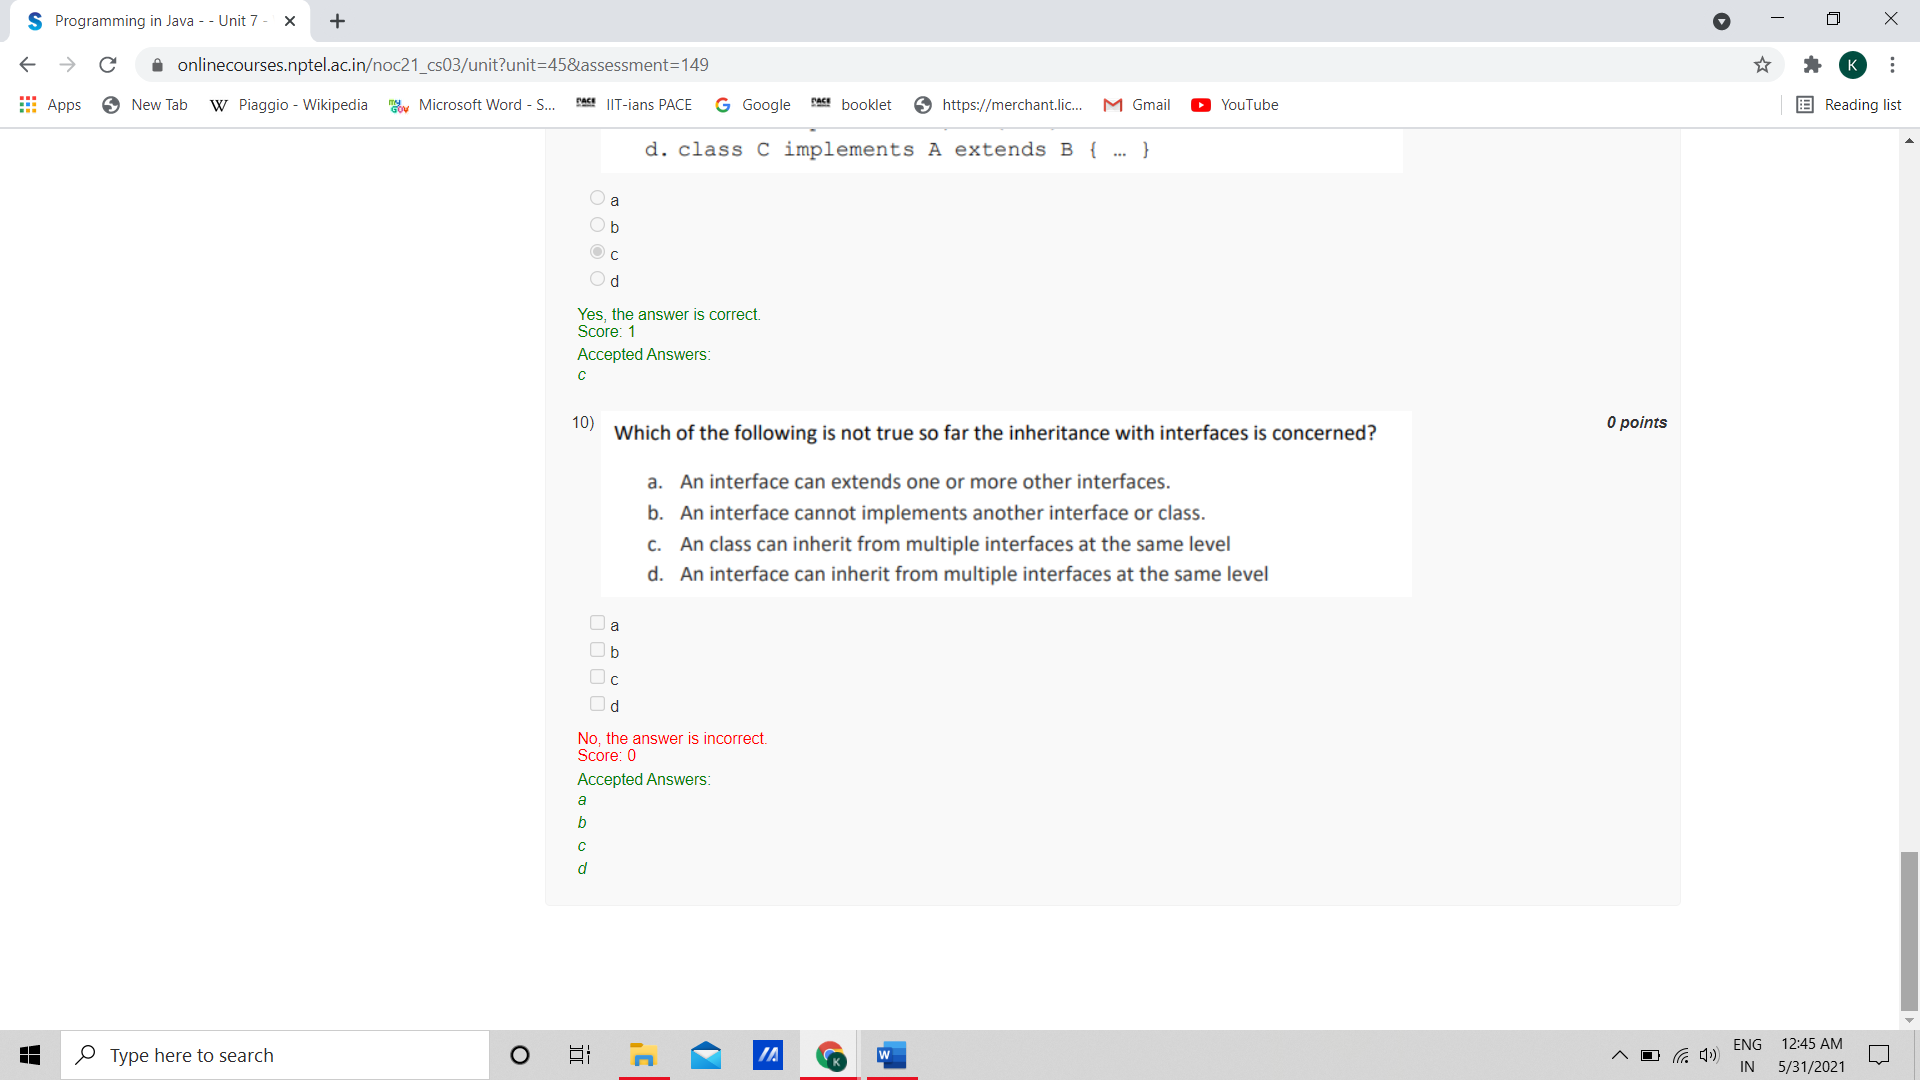 Programming in Java - - Unit 7 -
onlinecourses.nptel.ac.in/noc21_cs03/unit?unit=45&assessment=149
K
Apps
New Tab
W Piaggio - Wikipedia
Microsoft Word - S...
PACE IIT-ians PACE
Google
PACE booklet
https://merchant.lic...
Gmail
YouTube
Reading list
d. class C implements A extends B { … }
a
b
c
d
Yes, the answer is correct.
Score: 1
Accepted Answers:
c
10)
Which of the following is not true so far the inheritance with interfaces is concerned?
0 points
a. An interface can extends one or more other interfaces.
b. An interface cannot implements another interface or class.
c. An class can inherit from multiple interfaces at the same level
d. An interface can inherit from multiple interfaces at the same level
a
b
c
d
No, the answer is incorrect.
Score: 0
Accepted Answers:
a
b
c
d
Type here to search
K
W
ENG
IN
12:45 AM
5/31/2021